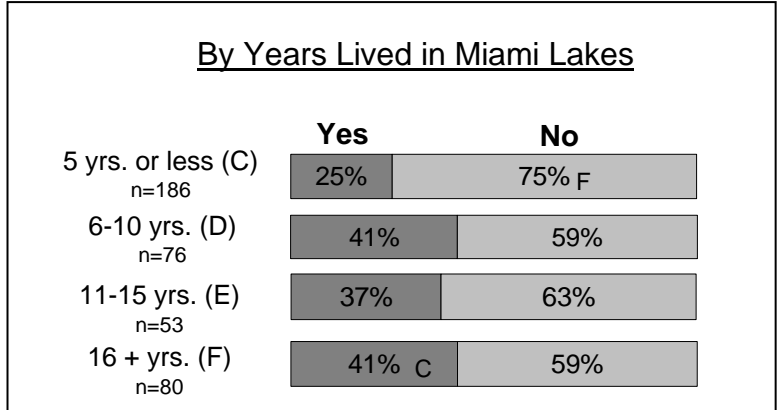 By Years Lived in Miami Lakes
Yes No
5 yrs. or less (C)
n=186
25% 75% F
6-10 yrs. (D)
n=76
41% 59%
11-15 yrs. (E)
n=53
37% 63%
16 + yrs. (F)
n=80
41% C 59%